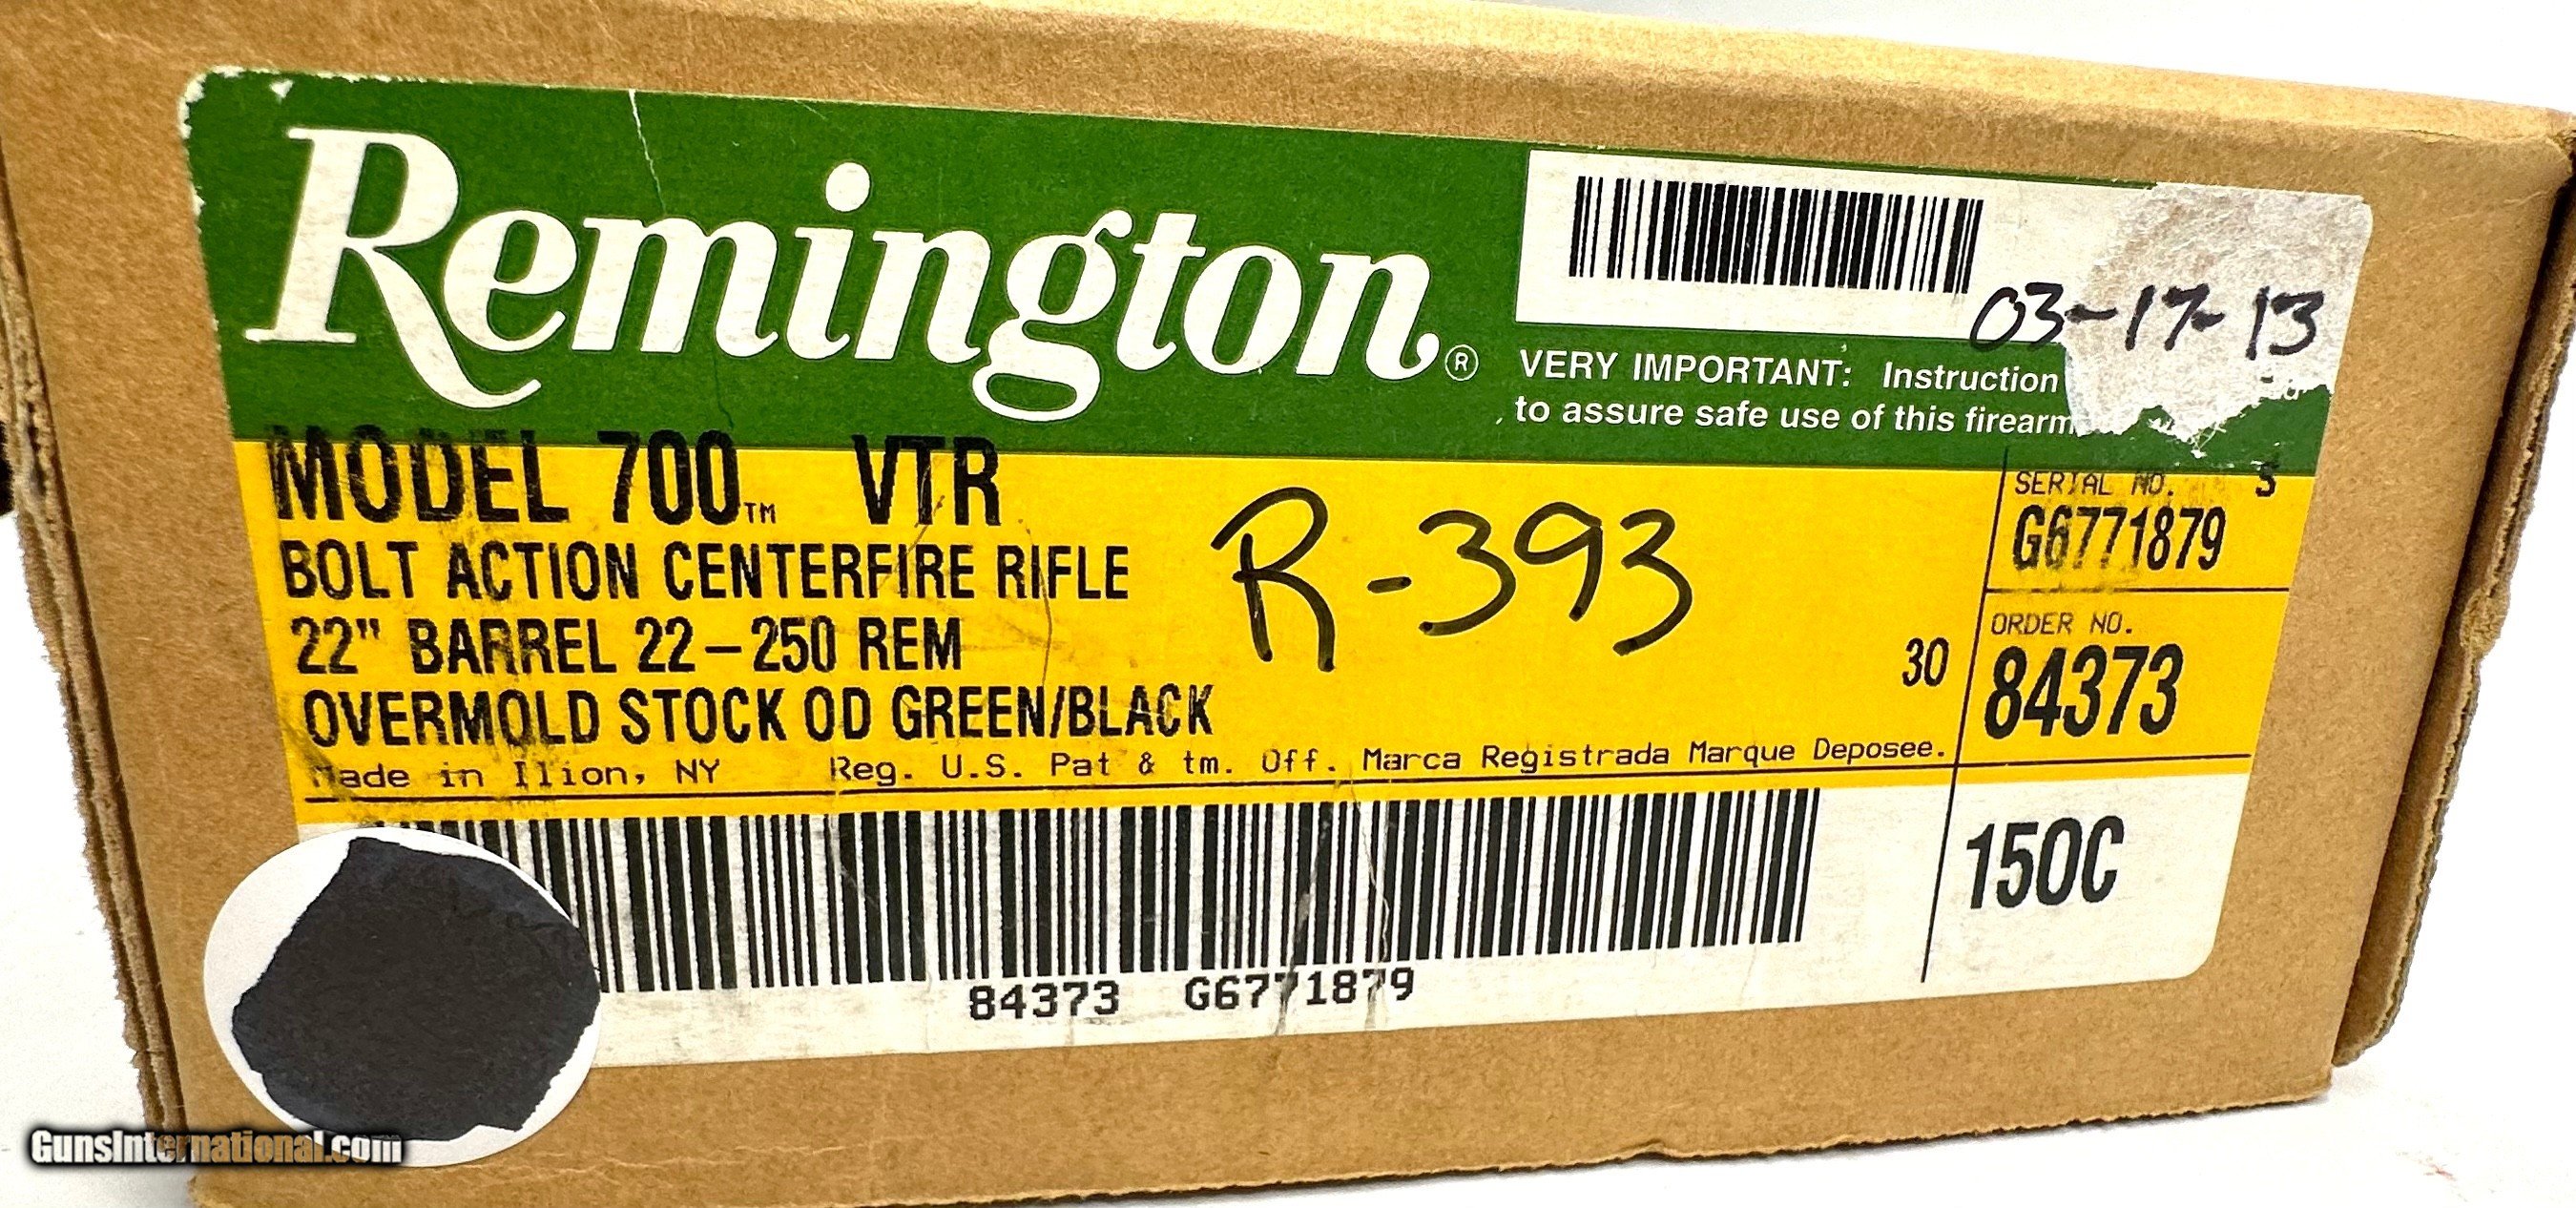 Remington®
03-17-13
VERY IMPORTANT: Instruction
to assure safe use of this firearm
MODEL 700™ VTR
BOLT ACTION CENTERFIRE RIFLE
22" BARREL 22-250 REM
OVERMOLD STOCK OD GREEN/BLACK
R-393
30
SERIAL NO. S
G6771879
ORDER NO.
84373
Made in Ilion, NY Reg. U.S. Pat & tm. Off. Marca Registrada Marque Deposee.
150C
84373 G6771879
GunsInternational.com